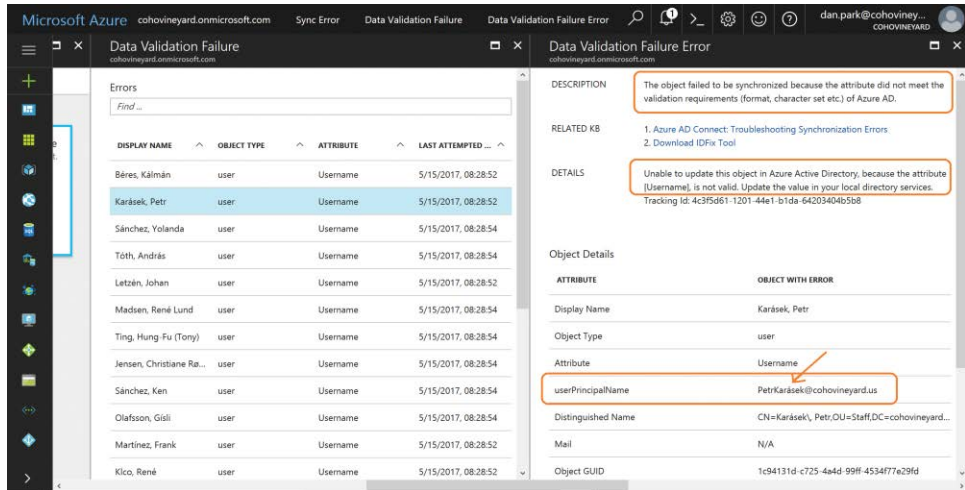 Microsoft Azure cohovineyard.onmicrosoft.com Sync Error Data Validation Failure Data Validation Failure Error 1 dan.park@cohoviney...
COHOVINEYARD
Data Validation Failure
cohovineyard.onmicrosoft.com
Errors
Find ...
DISPLAY NAME OBJECT TYPE ATTRIBUTE LAST ATTEMPTED ...
Béres, Kálmán user Username 5/15/2017, 08:28:52
Karásek, Petr user Username 5/15/2017, 08:28:52
Sánchez, Yolanda user Username 5/15/2017, 08:28:54
Tóth, András user Username 5/15/2017, 08:28:54
Letzén, Johan user Username 5/15/2017, 08:28:52
Madsen, René Lund user Username 5/15/2017, 08:28:54
Ting, Hung-Fu (Tony) user Username 5/15/2017, 08:28:54
Jensen, Christiane Rø... user Username 5/15/2017, 08:28:54
Sánchez, Ken user Username 5/15/2017, 08:28:54
Olafsson, Gísli user Username 5/15/2017, 08:28:54
Martínez, Frank user Username 5/15/2017, 08:28:52
Klco, René user Username 5/15/2017, 08:28:52
Data Validation Failure Error
cohovineyard.onmicrosoft.com
DESCRIPTION The object failed to be synchronized because the attribute did not meet the
validation requirements (format, character set etc.) of Azure AD.
RELATED KB 1. Azure AD Connect: Troubleshooting Synchronization Errors
2. Download IDFix Tool
DETAILS Unable to update this object in Azure Active Directory, because the attribute
[Username], is not valid. Update the value in your local directory services.
Tracking Id: 4c3f5d61-1201-44e1-b1da-64203404b5b8
Object Details
ATTRIBUTE OBJECT WITH ERROR
Display Name Karásek, Petr
Object Type user
Attribute Username
userPrincipalName PetrKarásek@cohovineyard.us
Distinguished Name CN=Karásek\, Petr,OU=Staff,DC=cohovineyard...
Mail N/A
Object GUID 1c94131d-c725-4a4d-99ff-4534f77e29fd